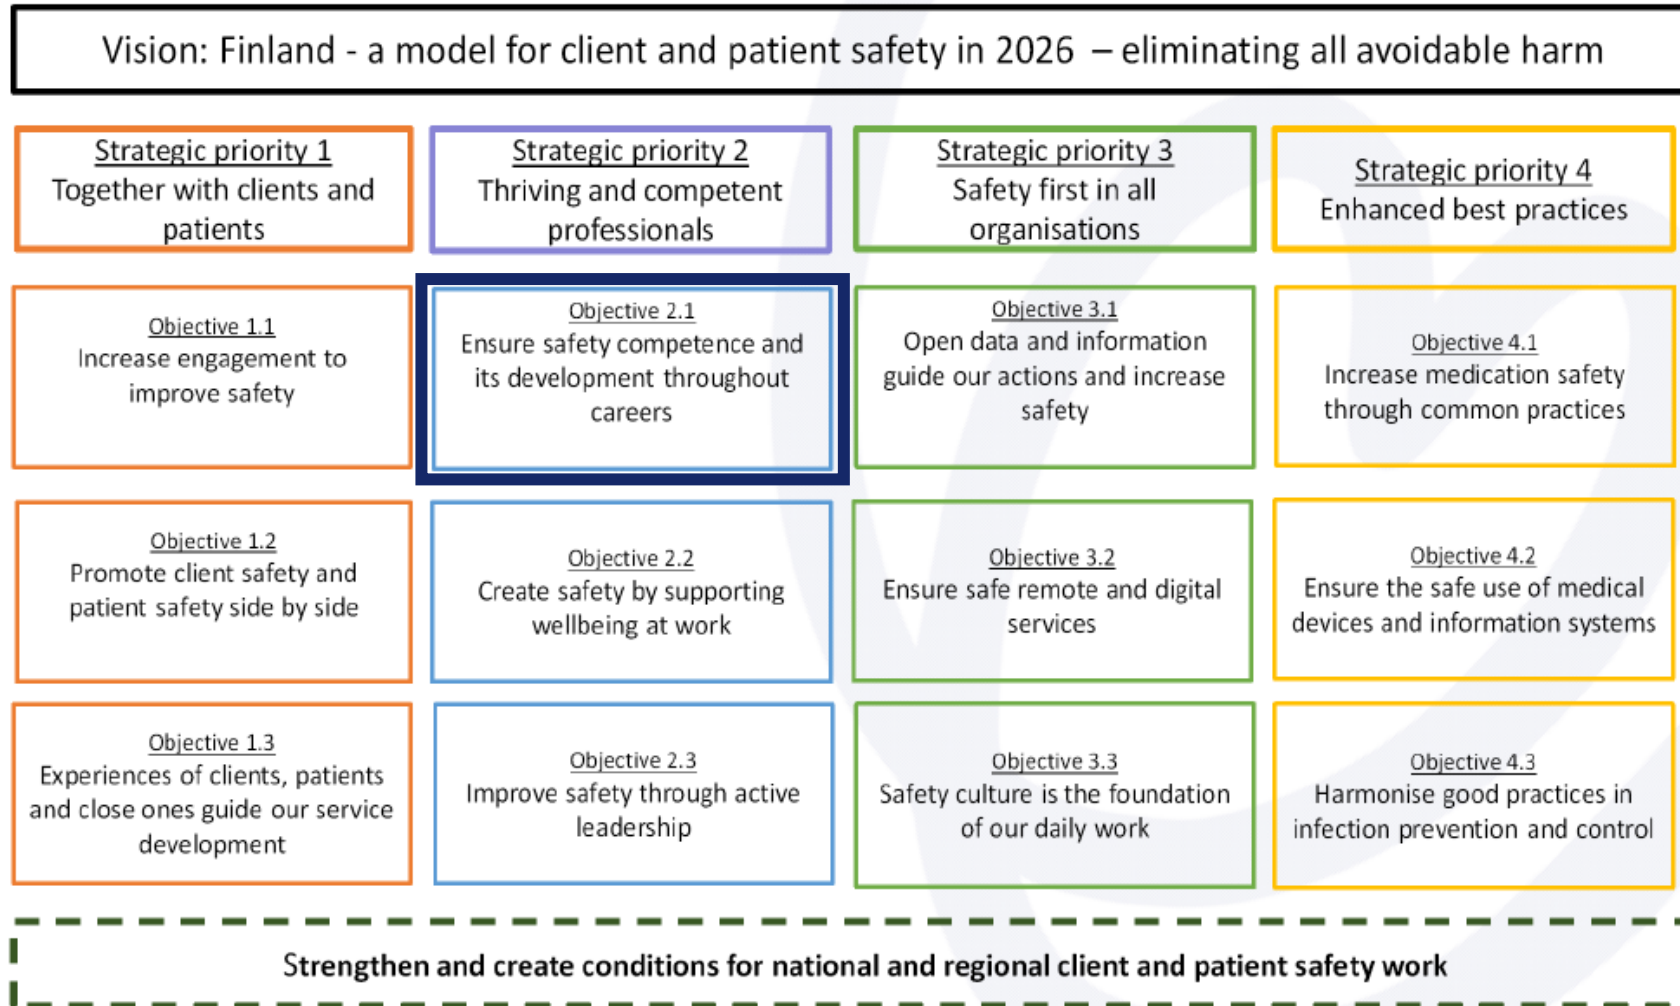 Vision: Finland - a model for client and patient safety in 2026 – eliminating all avoidable harm
Strategic priority 1
Together with clients and
patients
Strategic priority 2
Thriving and competent
professionals
Strategic priority 3
Safety first in all
organisations
Strategic priority 4
Enhanced best practices
Objective 1.1
Increase engagement to
improve safety
Objective 2.1
Ensure safety competence and
its development throughout
careers
Objective 3.1
Open data and information
guide our actions and increase
safety
Objective 4.1
Increase medication safety
through common practices
Objective 1.2
Promote client safety and
patient safety side by side
Objective 2.2
Create safety by supporting
wellbeing at work
Objective 3.2
Ensure safe remote and digital
services
Objective 4.2
Ensure the safe use of medical
devices and information systems
Objective 1.3
Experiences of clients, patients
and close ones guide our service
development
Objective 2.3
Improve safety through active
leadership
Objective 3.3
Safety culture is the foundation
of our daily work
Objective 4.3
Harmonise good practices in
infection prevention and control
Strengthen and create conditions for national and regional client and patient safety work